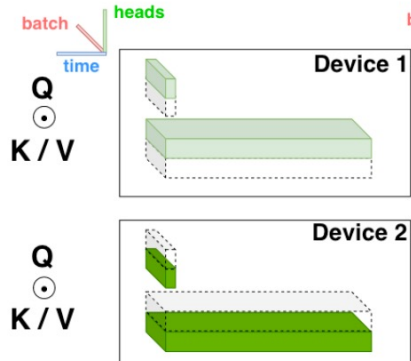 heads
batch
time
b
Device 1
Q
K / V
Device 2
Q
K / V